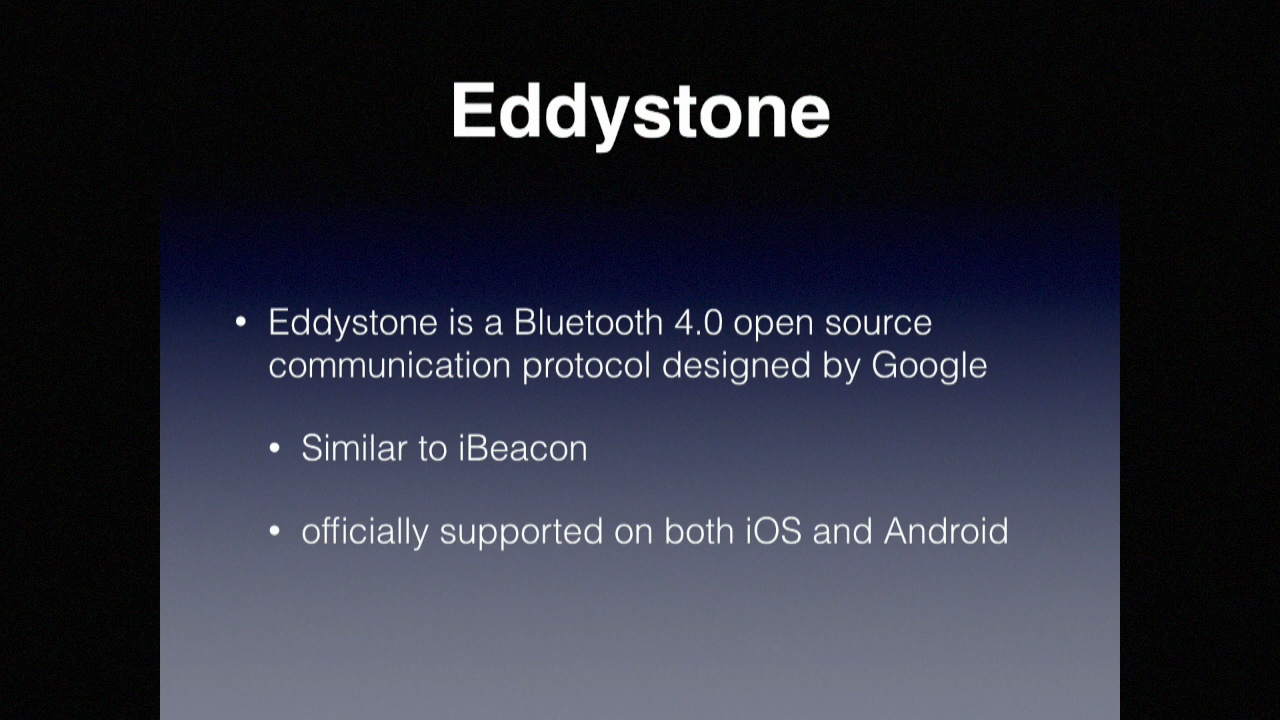 Eddystone
• Eddystone is a Bluetooth 4.0 open source
communication protocol designed by Google
• Similar to iBeacon
• officially supported on both iOS and Android